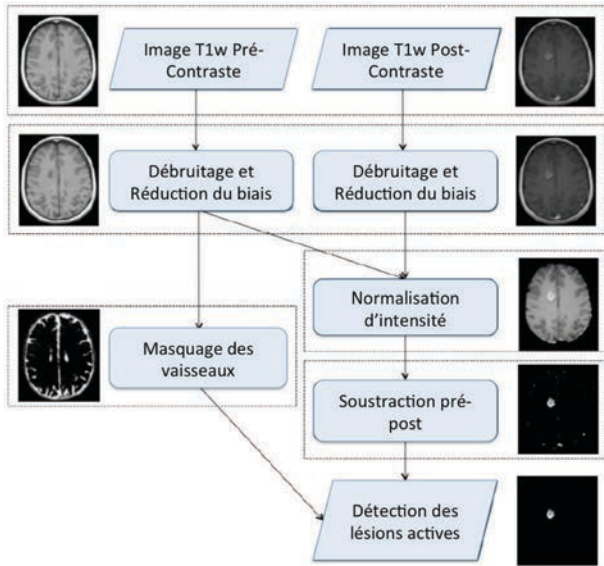 Image T1w Pré-
Contraste
Image T1w Post-
Contraste
Débruitage et
Réduction du biais
Débruitage et
Réduction du biais
Normalisation
d'intensité
Masquage des
vaisseaux
Soustraction pré-
post
Détection des
lésions actives